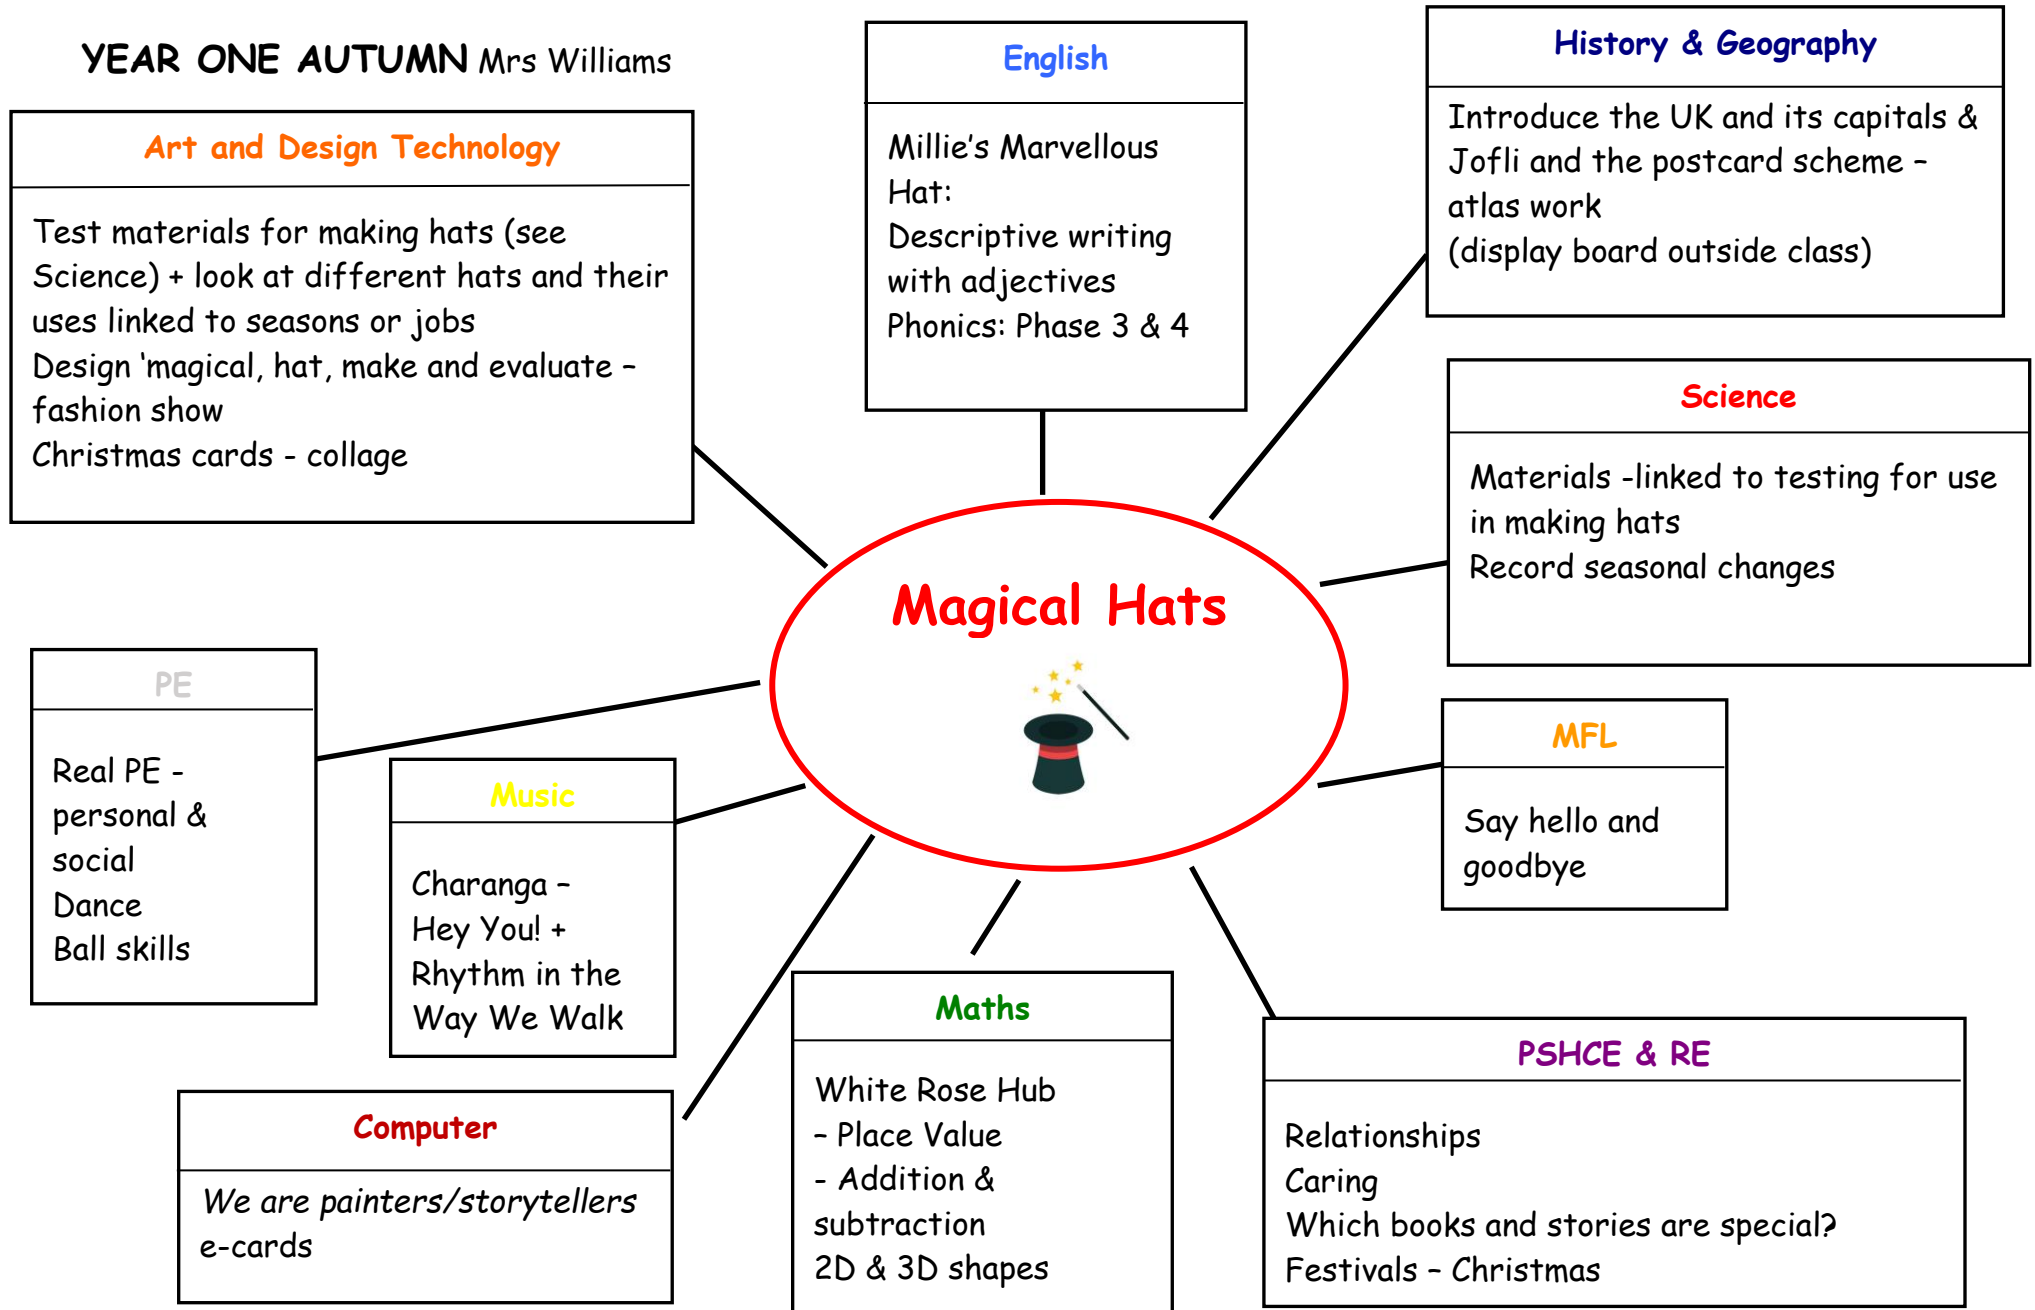 YEAR ONE AUTUMN Mrs Williams
Art and Design Technology
Test materials for making hats (see
Science) + look at different hats and their
uses linked to seasons or jobs
Design ‘magical, hat, make and evaluate –
fashion show
Christmas cards - collage
English
Millie’s Marvellous
Hat:
Descriptive writing
with adjectives
Phonics: Phase 3 & 4
History & Geography
Introduce the UK and its capitals &
Jofli and the postcard scheme –
atlas work
(display board outside class)
Science
Materials -linked to testing for use
in making hats
Record seasonal changes
Magical Hats
PE
Real PE -
personal &
social
Dance
Ball skills
Music
Charanga –
Hey You! +
Rhythm in the
Way We Walk
MFL
Say hello and
goodbye
Computer
We are painters/storytellers
e-cards
Maths
White Rose Hub
– Place Value
- Addition &
subtraction
2D & 3D shapes
PSHCE & RE
Relationships
Caring
Which books and stories are special?
Festivals – Christmas